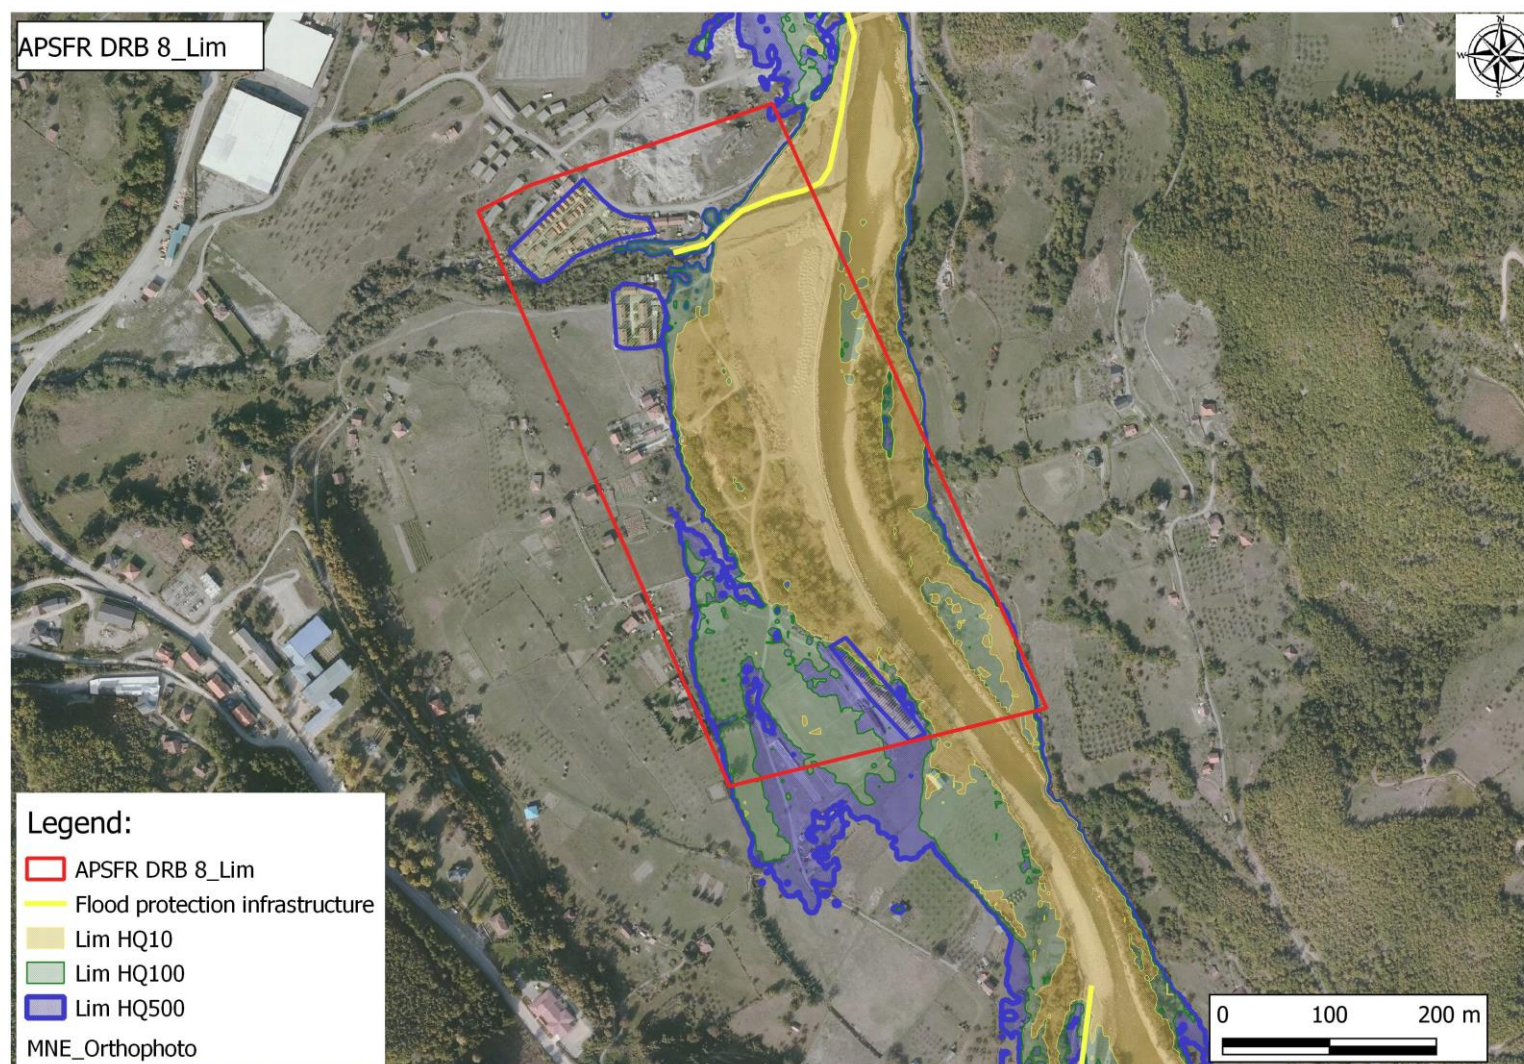 APSFR DRB 8_Lim
N
W
E
S
Legend:
APSFR DRB 8_Lim
Flood protection infrastructure
Lim HQ10
Lim HQ100
Lim HQ500
MNE_Orthophoto
0 100 200 m